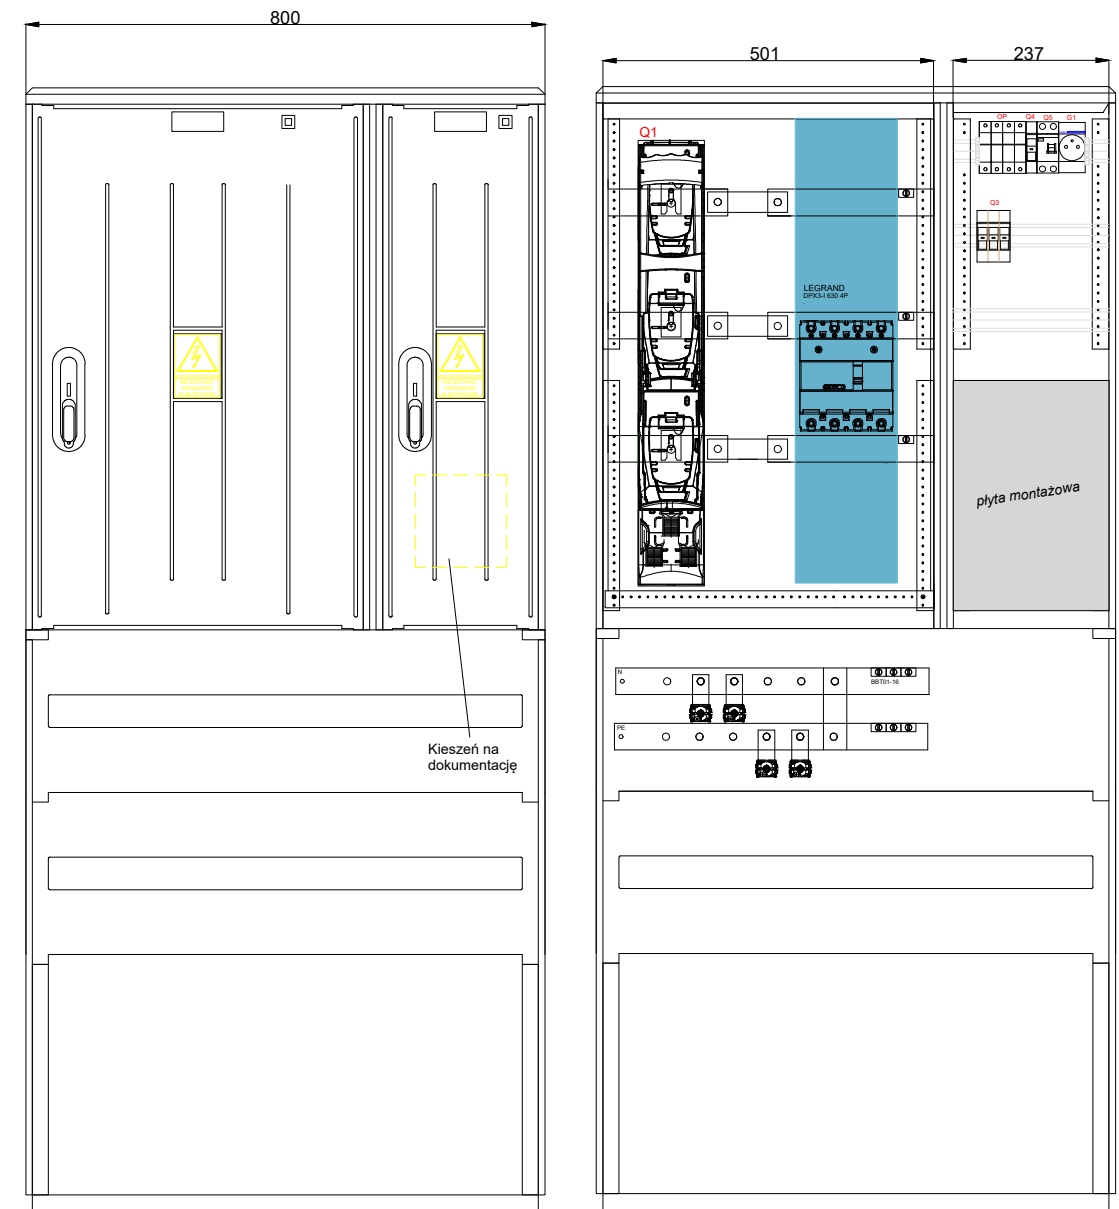 800
501
237
Q1
QP
Q4
Q5
G1
Q3
LEGRAND
DPX3-I 630 4P
płyta montażowa
N
BBT01-16
PE
Kieszeń na
dokumentację